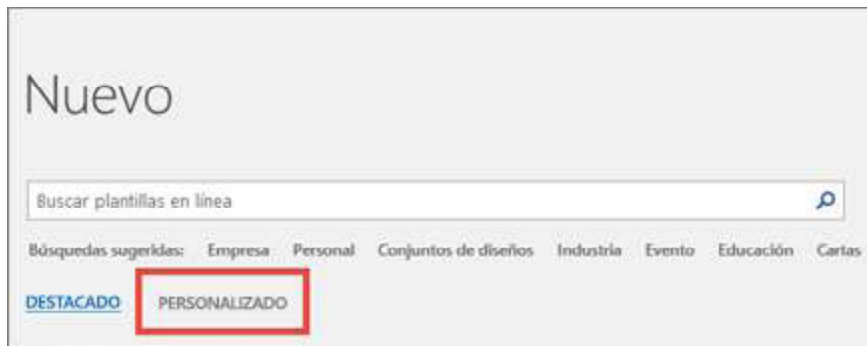 Nuevo
Buscar plantillas en línea
Búsquedas sugeridas: Empresa Personal Conjuntos de diseños Industria Evento Educación Cartas
DESTACADO PERSONALIZADO